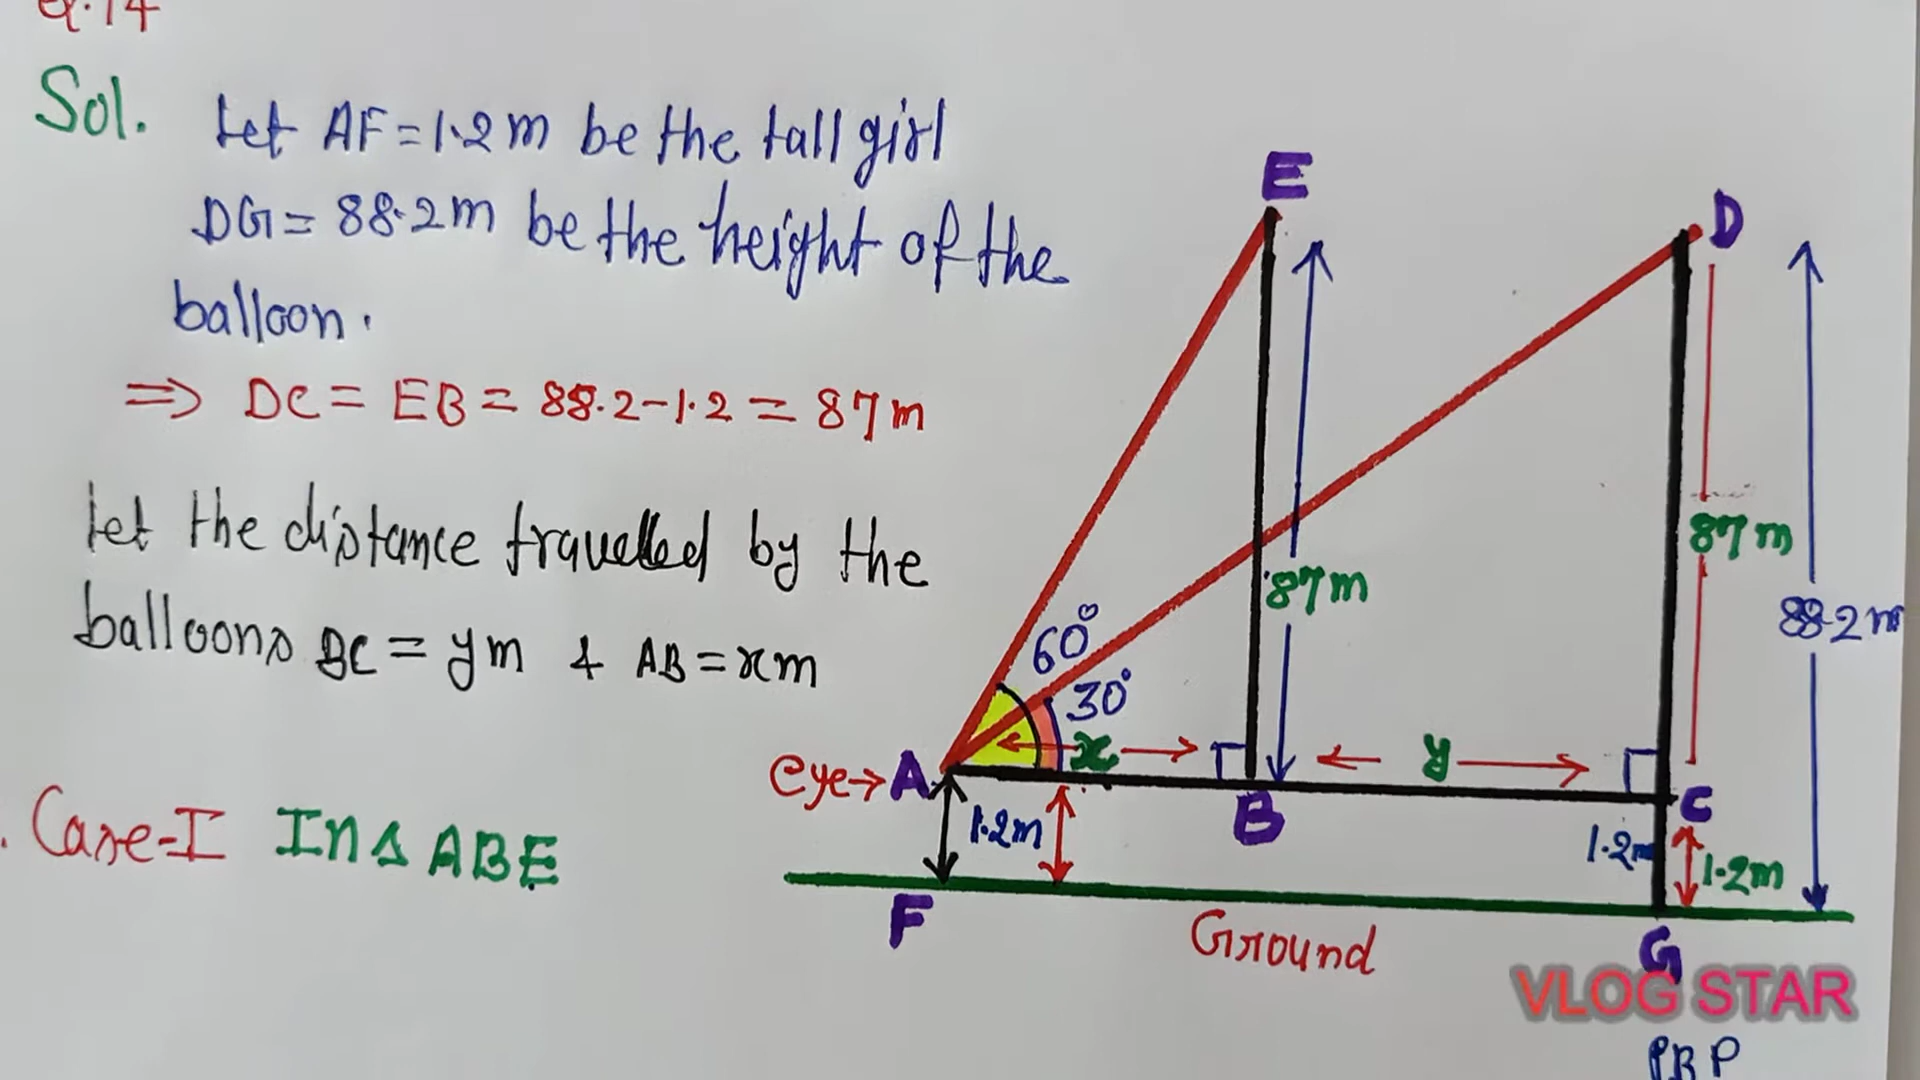 Q.14
Sol. Let AF = 1.2 m be the tall girl
DG = 88.2 m be the height of the
balloon.
⇒ DC = EB = 88.2 - 1.2 = 87 m
Let the distance travelled by the
balloons BC = y m & AB = x m
Case-I In Δ ABE
E
D
87 m
87 m
88.2 m
60°
30°
x
y
eye→ A
B
C
1.2m
1.2m
1.2m
F
Ground
G
VLOG STAR
PBP